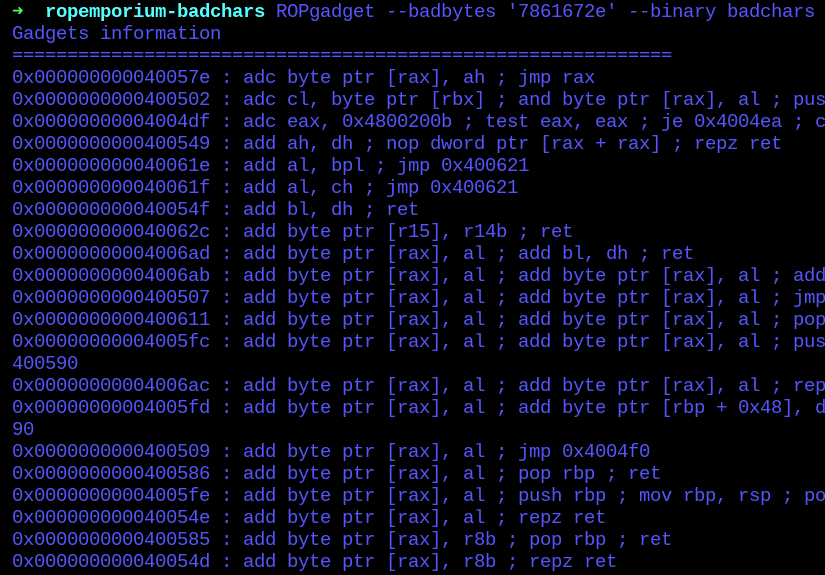 ➜  ropemporium-badchars ROPgadget --badbytes '7861672e' --binary badchars
Gadgets information
============================================================
0x000000000040057e : adc byte ptr [rax], ah ; jmp rax
0x0000000000400502 : adc cl, byte ptr [rbx] ; and byte ptr [rax], al ; pus
0x00000000004004df : adc eax, 0x4800200b ; test eax, eax ; je 0x4004ea ; c
0x0000000000400549 : add ah, dh ; nop dword ptr [rax + rax] ; repz ret
0x000000000040061e : add al, bpl ; jmp 0x400621
0x000000000040061f : add al, ch ; jmp 0x400621
0x000000000040054f : add bl, dh ; ret
0x000000000040062c : add byte ptr [r15], r14b ; ret
0x00000000004006ad : add byte ptr [rax], al ; add bl, dh ; ret
0x00000000004006ab : add byte ptr [rax], al ; add byte ptr [rax], al ; add
0x0000000000400507 : add byte ptr [rax], al ; add byte ptr [rax], al ; jmp
0x0000000000400611 : add byte ptr [rax], al ; add byte ptr [rax], al ; pop
0x00000000004005fc : add byte ptr [rax], al ; add byte ptr [rax], al ; pus
400590
0x00000000004006ac : add byte ptr [rax], al ; add byte ptr [rax], al ; rep
0x00000000004005fd : add byte ptr [rax], al ; add byte ptr [rbp + 0x48], d
90
0x0000000000400509 : add byte ptr [rax], al ; jmp 0x4004f0
0x0000000000400586 : add byte ptr [rax], al ; pop rbp ; ret
0x00000000004005fe : add byte ptr [rax], al ; push rbp ; mov rbp, rsp ; po
0x000000000040054e : add byte ptr [rax], al ; repz ret
0x0000000000400585 : add byte ptr [rax], r8b ; pop rbp ; ret
0x000000000040054d : add byte ptr [rax], r8b ; repz ret